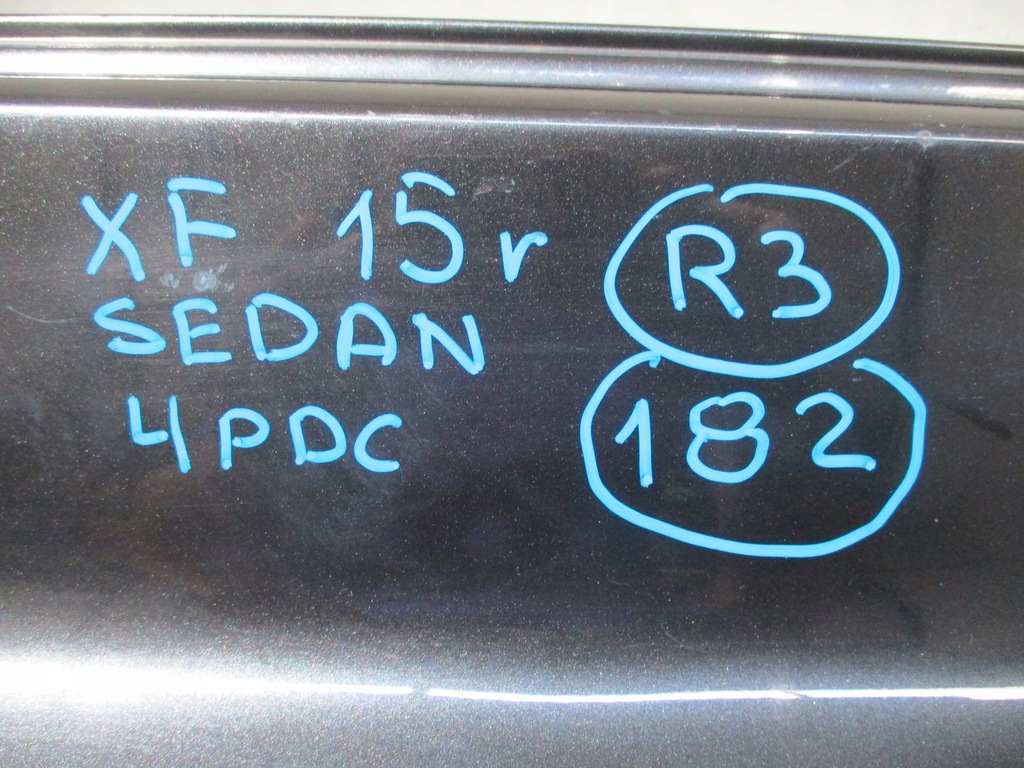 XF 15r
SEDAN
4PDC
R3
182